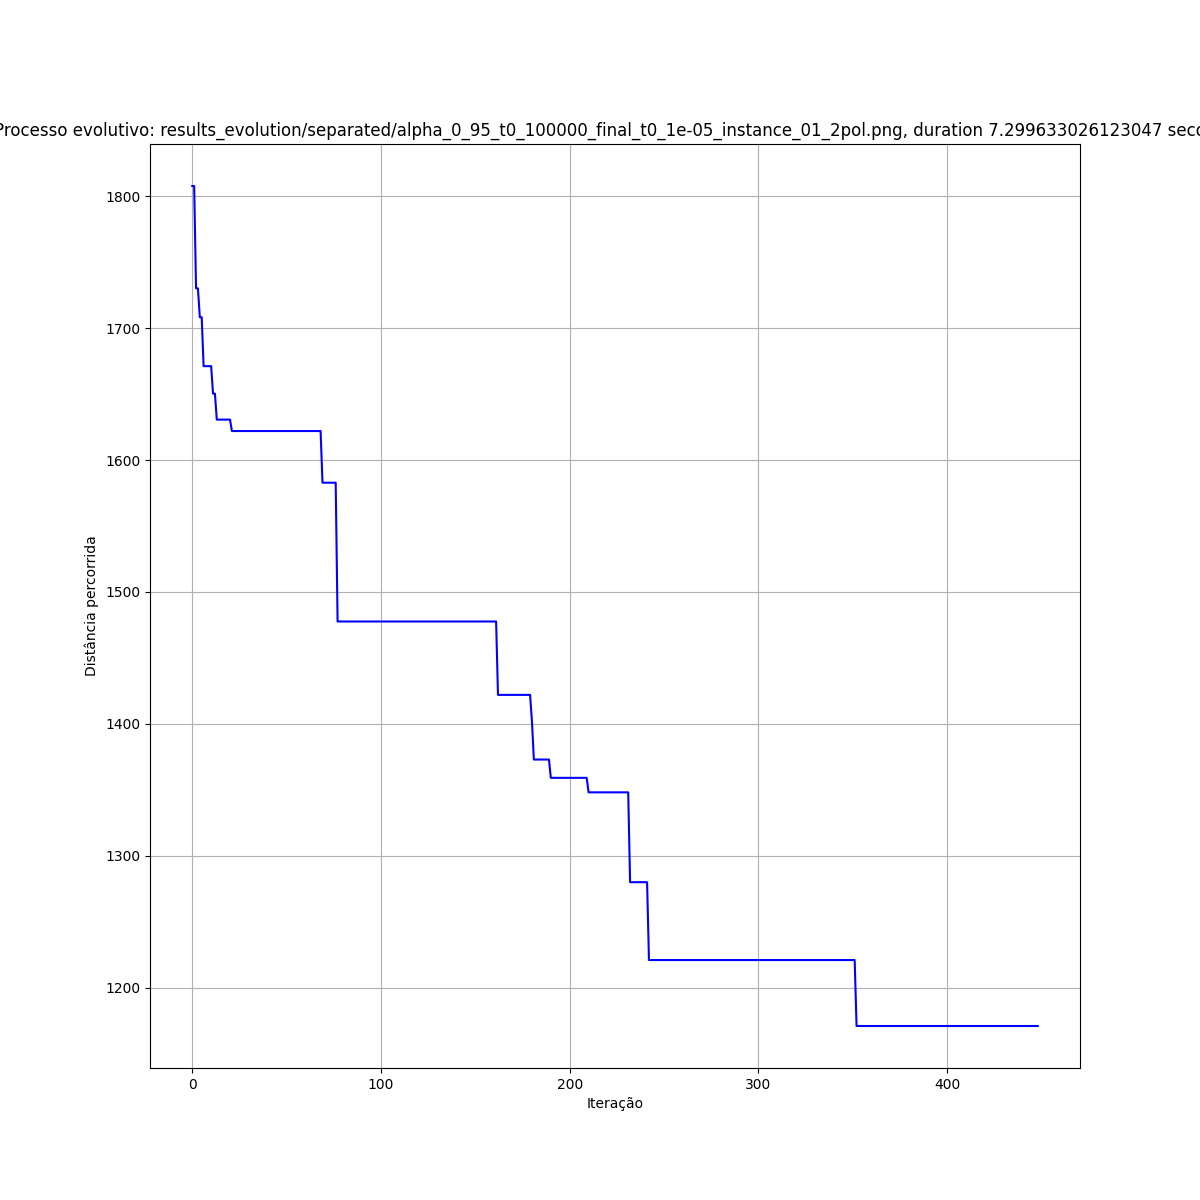 Processo evolutivo: results_evolution/separated/alpha_0_95_t0_100000_final_t0_1e-05_instance_01_2pol.png, duration 7.299633026123047
1800
1700
1600
1500
1400
1300
1200
Distância percorrida
0 100 200 300 400
Iteração